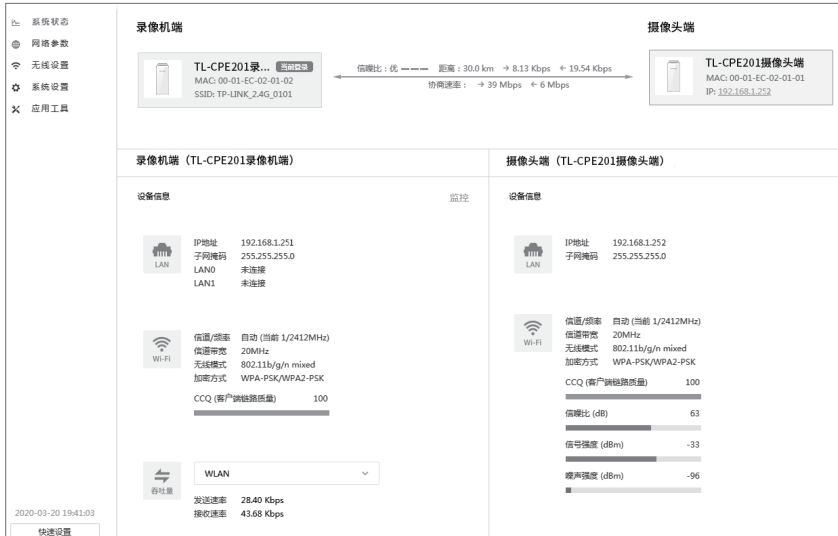 系统状态
网络参数
无线设置
系统设置
应用工具
2020-03-20 19:41:03
快速设置
录像机端
摄像头端
TL-CPE201录... 当前登录
MAC: 00-01-EC-02-01-02
SSID: TP-LINK_2.4G_0101
信噪比：优 ——— 距离：30.0 km → 8.13 Kbps ← 19.54 Kbps
协商速率： → 39 Mbps ← 6 Mbps
TL-CPE201摄像头端
MAC: 00-01-EC-02-01-01
IP: 192.168.1.252
录像机端（TL-CPE201录像机端）
设备信息
监控
LAN
IP地址 192.168.1.251
子网掩码 255.255.255.0
LAN0 未连接
LAN1 未连接
Wi-Fi
信道/频率 自动 (当前 1/2412MHz)
信道带宽 20MHz
无线模式 802.11b/g/n mixed
加密方式 WPA-PSK/WPA2-PSK
CCQ (客户端链路质量) 100
吞吐量
WLAN
发送速率 28.40 Kbps
接收速率 43.68 Kbps
摄像头端（TL-CPE201摄像头端）
设备信息
LAN
IP地址 192.168.1.252
子网掩码 255.255.255.0
Wi-Fi
信道/频率 自动 (当前 1/2412MHz)
信道带宽 20MHz
无线模式 802.11b/g/n mixed
加密方式 WPA-PSK/WPA2-PSK
CCQ (客户端链路质量) 100
信噪比 (dB) 63
信号强度 (dBm) -33
噪声强度 (dBm) -96